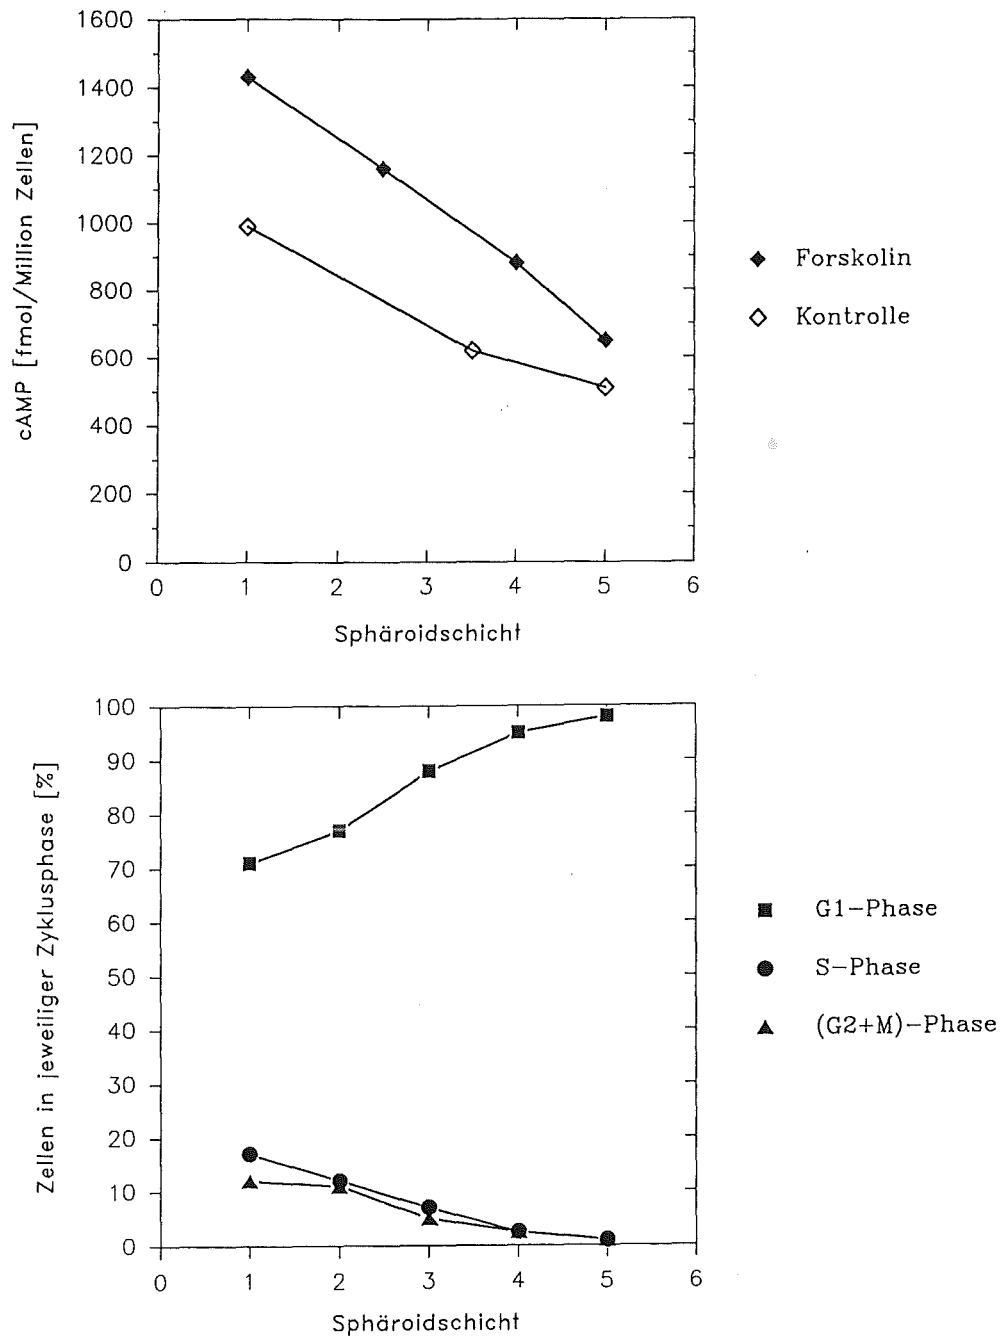 1600
1400
1200
1000
800
600
400
200
0
cAMP [fmol/Million Zellen]
0 1 2 3 4 5 6
Sphäroidschicht
Forskolin
Kontrolle
100
90
80
70
60
50
40
30
20
10
0
Zellen in jeweiliger Zyklusphase [%]
0 1 2 3 4 5 6
Sphäroidschicht
G1-Phase
S-Phase
(G2+M)-Phase